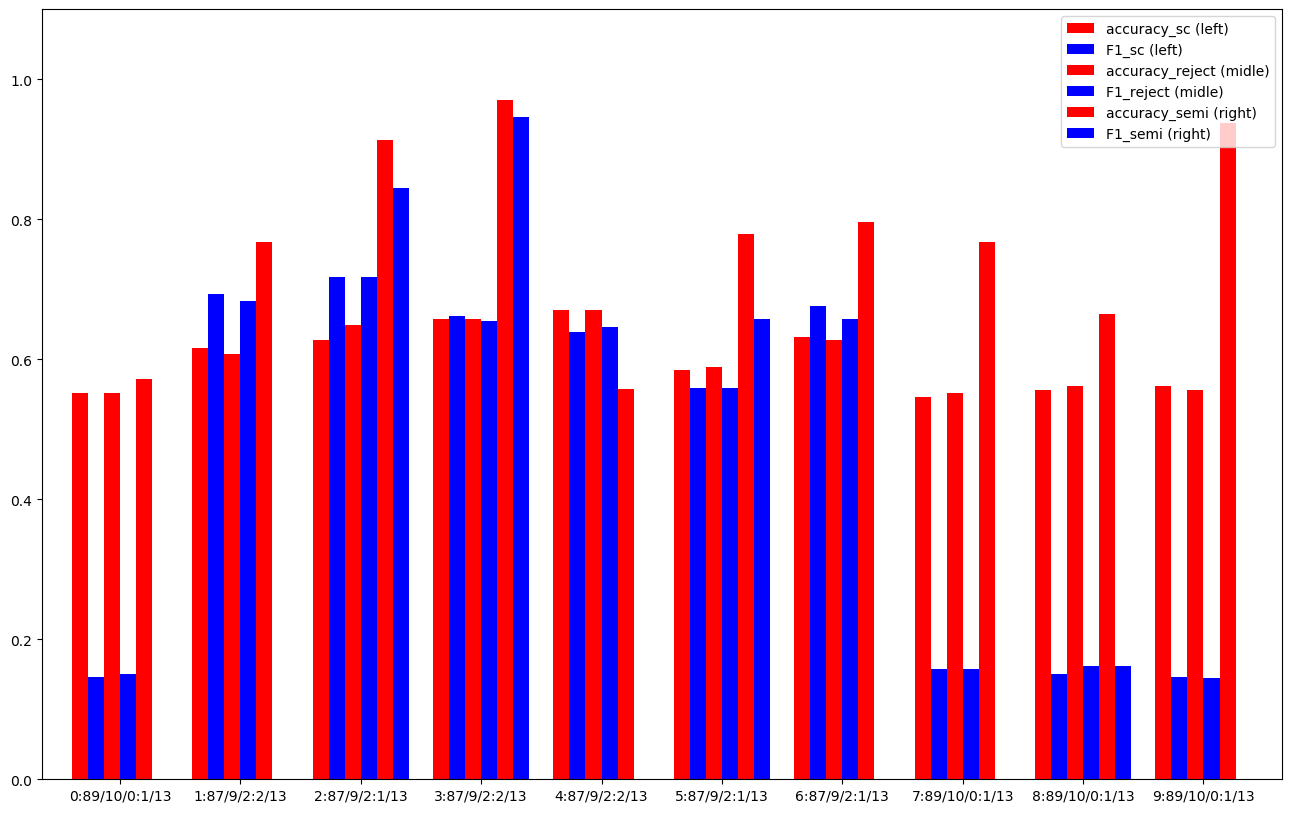 accuracy_sc (left)
F1_sc (left)
accuracy_reject (midle)
F1_reject (midle)
accuracy_semi (right)
F1_semi (right)
1.0
0.8
0.6
0.4
0.2
0.0
0:89/10/0:1/13 1:87/9/2:2/13 2:87/9/2:1/13 3:87/9/2:2/13 4:87/9/2:2/13 5:87/9/2:1/13 6:87/9/2:1/13 7:89/10/0:1/13 8:89/10/0:1/13 9:89/10/0:1/13